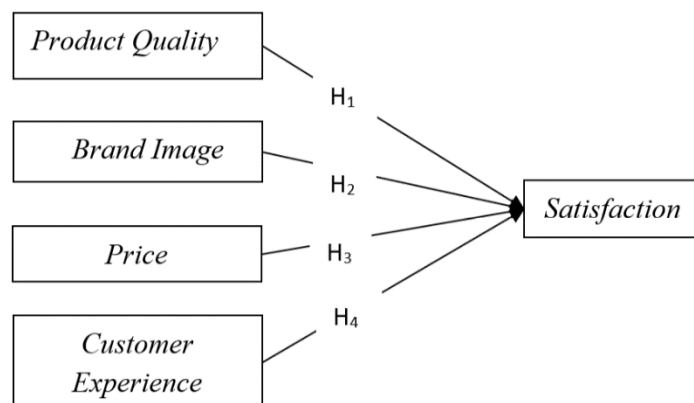 Product Quality
H₁
Brand Image
H₂
Satisfaction
Price
H₃
H₄
Customer
Experience